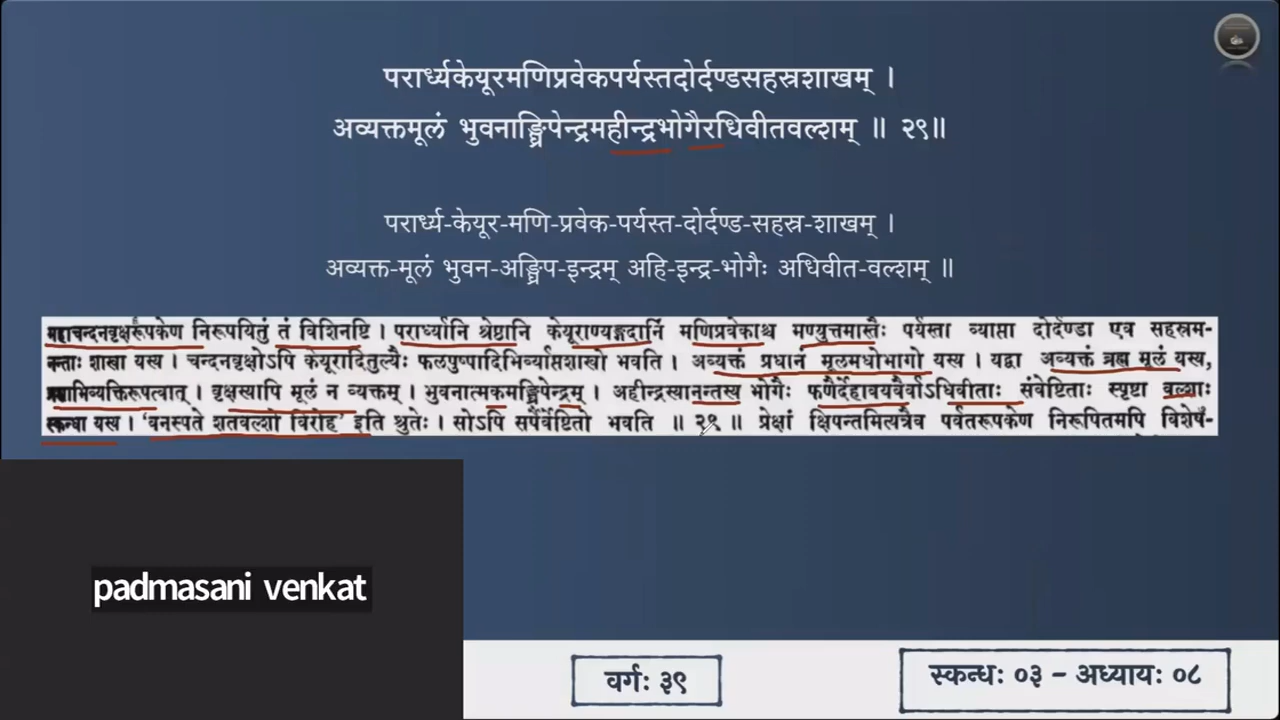 परार्ध्यकेयूरमणिप्रवेकपर्यस्तदोर्दण्डसहस्रशाखम् ।
अव्यक्तमूलं भुवनाङ्घ्रिपेन्द्रमहीन्द्रभोगैरधिवीतवल्शम् ॥ २९॥
परार्ध्य-केयूर-मणि-प्रवेक-पर्यस्त-दोर्दण्ड-सहस्र-शाखम् ।
अव्यक्त-मूलं भुवन-अङ्घ्रिप-इन्द्रम् अहि-इन्द्र-भोगैः अधिवीत-वल्शम् ॥
महाचन्दनवृक्षरूपकेण निरूपयितुं तं विशिनष्टि । परार्ध्यानि श्रेष्ठानि केयूराण्यङ्गदानि मणिप्रवेकाश्च मण्युत्तमास्तैः पर्यस्ता व्याप्ता दोर्दण्डा एव सहस्रम-
नन्ताः शाखा यस्य । चन्दनवृक्षोऽपि केयूरादितुल्यैः फलपुष्पादिभिर्व्याप्तशाखो भवति । अव्यक्तं प्रधानं मूलमधोभागो यस्य । यद्वा अव्यक्तं ब्रह्म मूलं यस्य,
ब्रह्माभिव्यक्तिरूपत्वात् । वृक्षस्यापि मूलं न व्यक्तम् । भुवनात्मकमङ्घ्रिपेन्द्रम् । अहीन्द्रस्यानन्तस्य भोगैः फणैर्देहावयवैर्वाऽधिवीताः संवेष्टिताः स्पृष्टा वल्शाः
स्कन्धा यस्य । 'वनस्पते शतवल्शो विरोह' इति श्रुतेः । सोऽपि सर्पैर्वेष्टितो भवति ॥ २९ ॥ प्रेक्षां क्षिपन्तमित्यत्रैव पर्वतरूपकेण निरूपितमपि विशेष-
padmasani venkat
वर्गः ३९
स्कन्धः ०३ - अध्यायः ०८